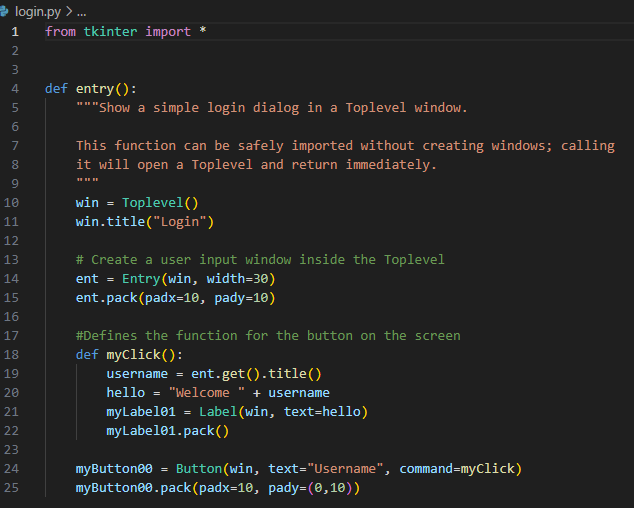 login.py > ...
1 from tkinter import *
2
3
4 def entry():
5     """Show a simple login dialog in a Toplevel window.
6
7     This function can be safely imported without creating windows; calling
8     it will open a Toplevel and return immediately.
9     """
10     win = Toplevel()
11     win.title("Login")
12
13     # Create a user input window inside the Toplevel
14     ent = Entry(win, width=30)
15     ent.pack(padx=10, pady=10)
16
17     #Defines the function for the button on the screen
18     def myClick():
19         username = ent.get().title()
20         hello = "Welcome " + username
21         myLabel01 = Label(win, text=hello)
22         myLabel01.pack()
23
24     myButton00 = Button(win, text="Username", command=myClick)
25     myButton00.pack(padx=10, pady=(0,10))